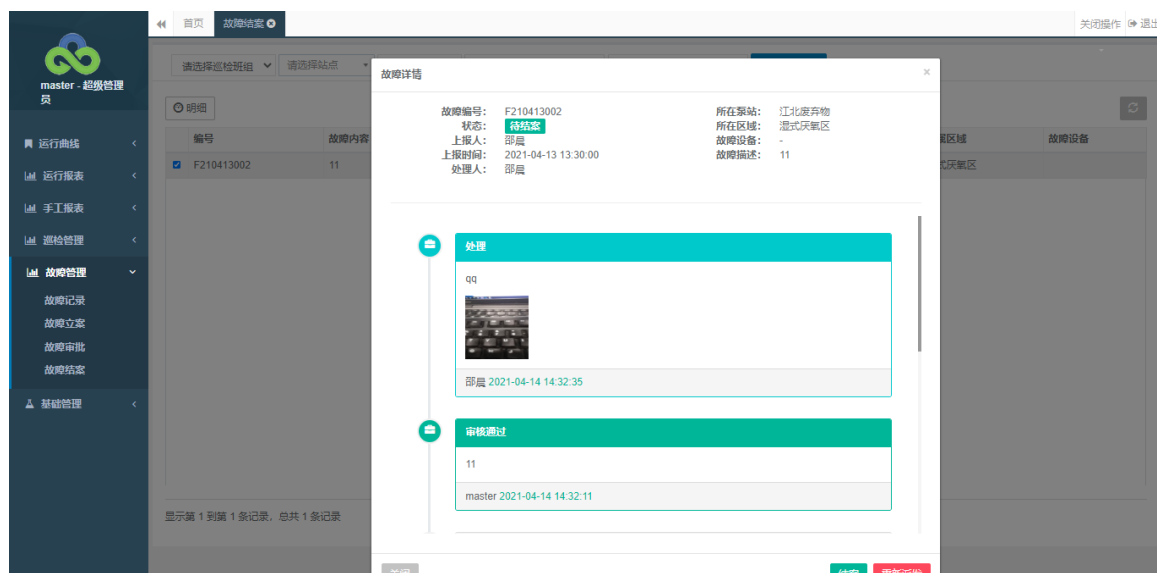 首页
故障结案
关闭操作
退出
master - 超级管理
员
运行曲线
运行报表
手工报表
巡检管理
故障管理
故障记录
故障立案
故障审批
故障结案
基础管理
请选择巡检班组
请选择站点
明细
编号 故障内容 故障设备
F210413002 11
显示第 1 到第 1 条记录，总共 1 条记录
故障详情
故障编号： F210413002 所在泵站： 江北废弃物
状态： 待结案 所在区域： 湿式厌氧区
上报人： 邵晨 故障设备： -
上报时间： 2021-04-13 13:30:00 故障描述： 11
处理人： 邵晨
处理
qq
邵晨 2021-04-14 14:32:35
审核通过
11
master 2021-04-14 14:32:11